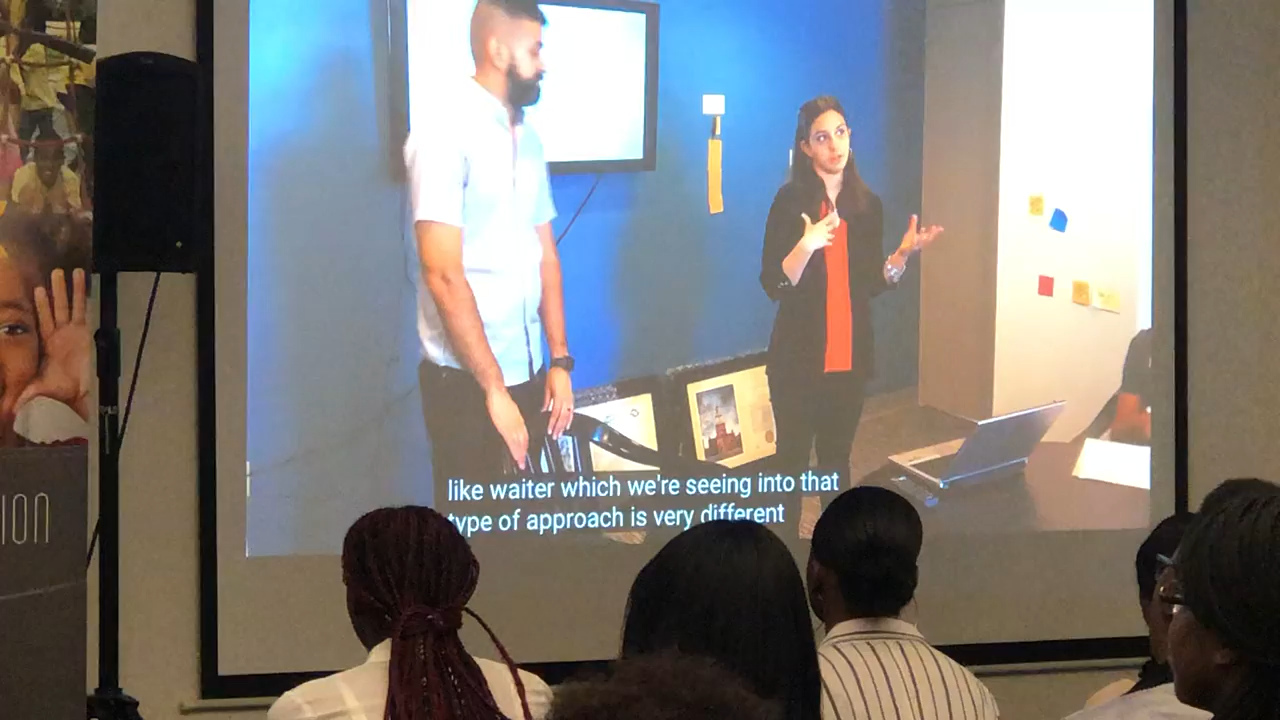 like waiter which we're seeing into that
type of approach is very different
ION